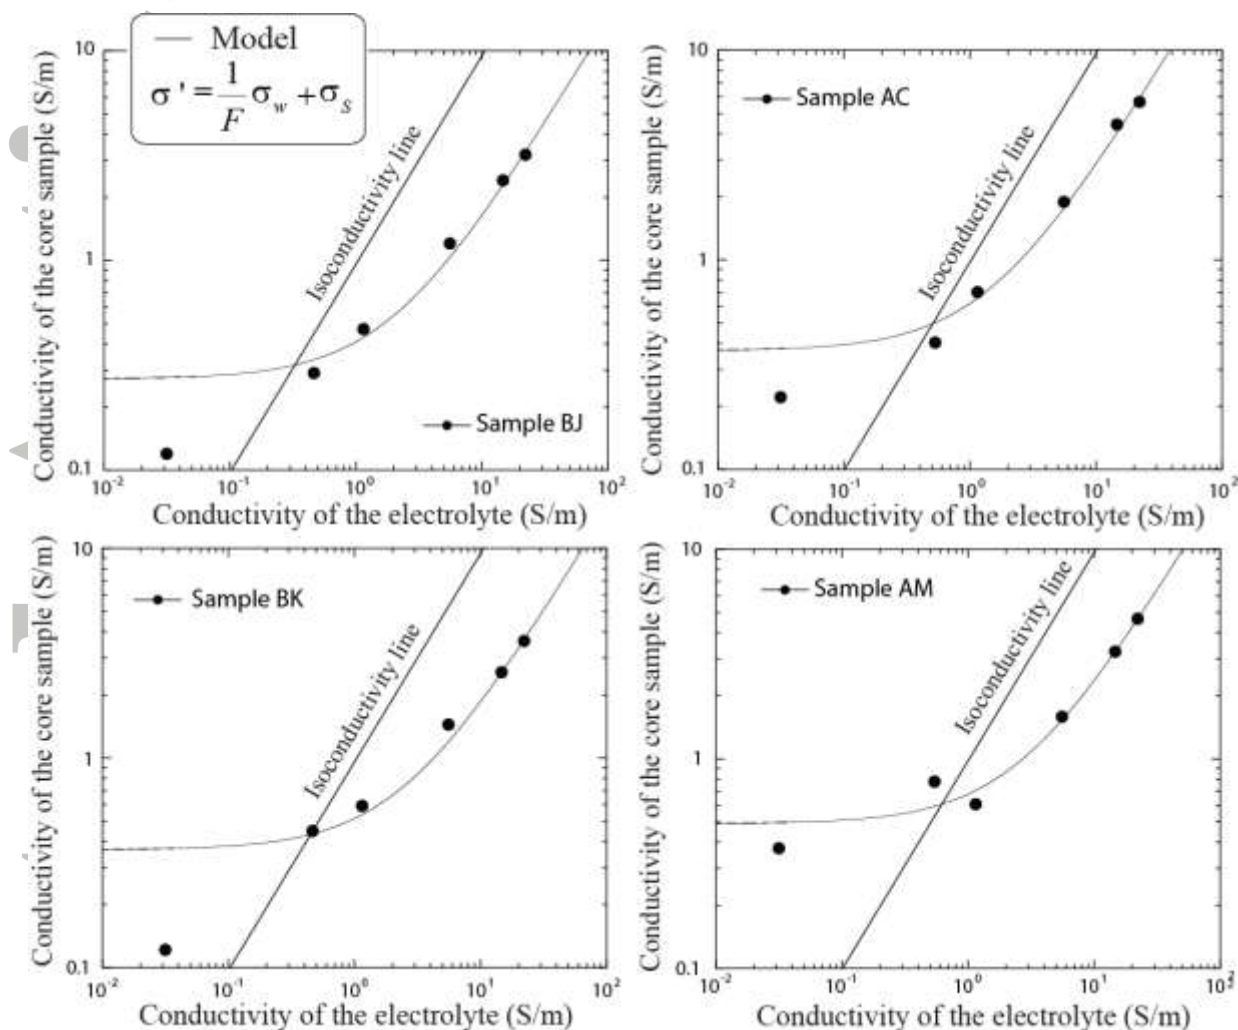 Model
σ ' = 1/F σw + σS
Conductivity of the core sample (S/m)
10
1
0.1
Isoconductivity line
Sample BJ
10-2
10-1
100
101
102
Conductivity of the electrolyte (S/m)
Conductivity of the core sample (S/m)
10
1
0.1
Isoconductivity line
Sample AC
10-2
10-1
100
101
102
Conductivity of the electrolyte (S/m)
Conductivity of the core sample (S/m)
10
1
0.1
Isoconductivity line
Sample BK
10-2
10-1
100
101
102
Conductivity of the electrolyte (S/m)
Conductivity of the core sample (S/m)
10
1
0.1
Isoconductivity line
Sample AM
10-2
10-1
100
101
102
Conductivity of the electrolyte (S/m)